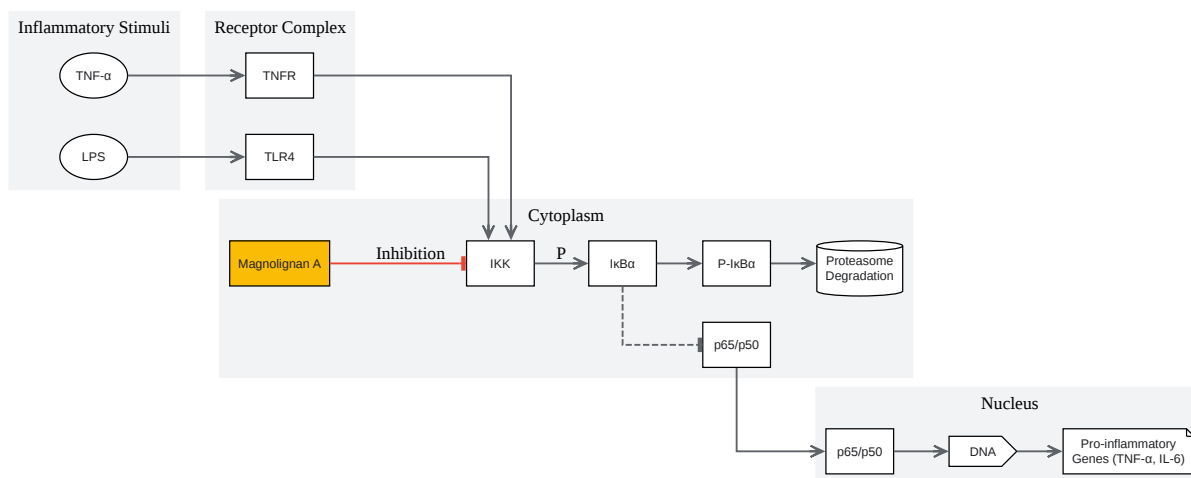 Inflammatory Stimuli
Receptor Complex
TNF-α
TNFR
LPS
TLR4
Cytoplasm
Magnolignan A
Inhibition
IKK
P
IκBα
P-IκBα
Proteasome
Degradation
p65/p50
Nucleus
p65/p50
DNA
Pro-inflammatory
Genes (TNF-α, IL-6)